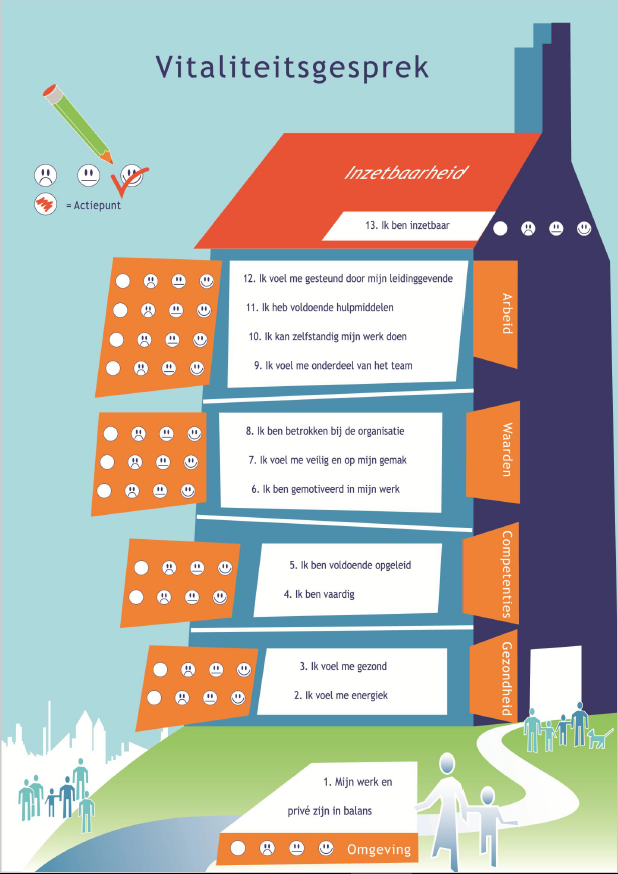 Vitaliteitsgesprek
= Actiepunt
Inzetbaarheid
13. Ik ben inzetbaar
12. Ik voel me gesteund door mijn leidinggevende
11. Ik heb voldoende hulpmiddelen
10. Ik kan zelfstandig mijn werk doen
9. Ik voel me onderdeel van het team
Arbeid
8. Ik ben betrokken bij de organisatie
7. Ik voel me veilig en op mijn gemak
6. Ik ben gemotiveerd in mijn werk
Waarden
5. Ik ben voldoende opgeleid
4. Ik ben vaardig
Competenties
3. Ik voel me gezond
2. Ik voel me energiek
Gezondheid
1. Mijn werk en
privé zijn in balans
Omgeving